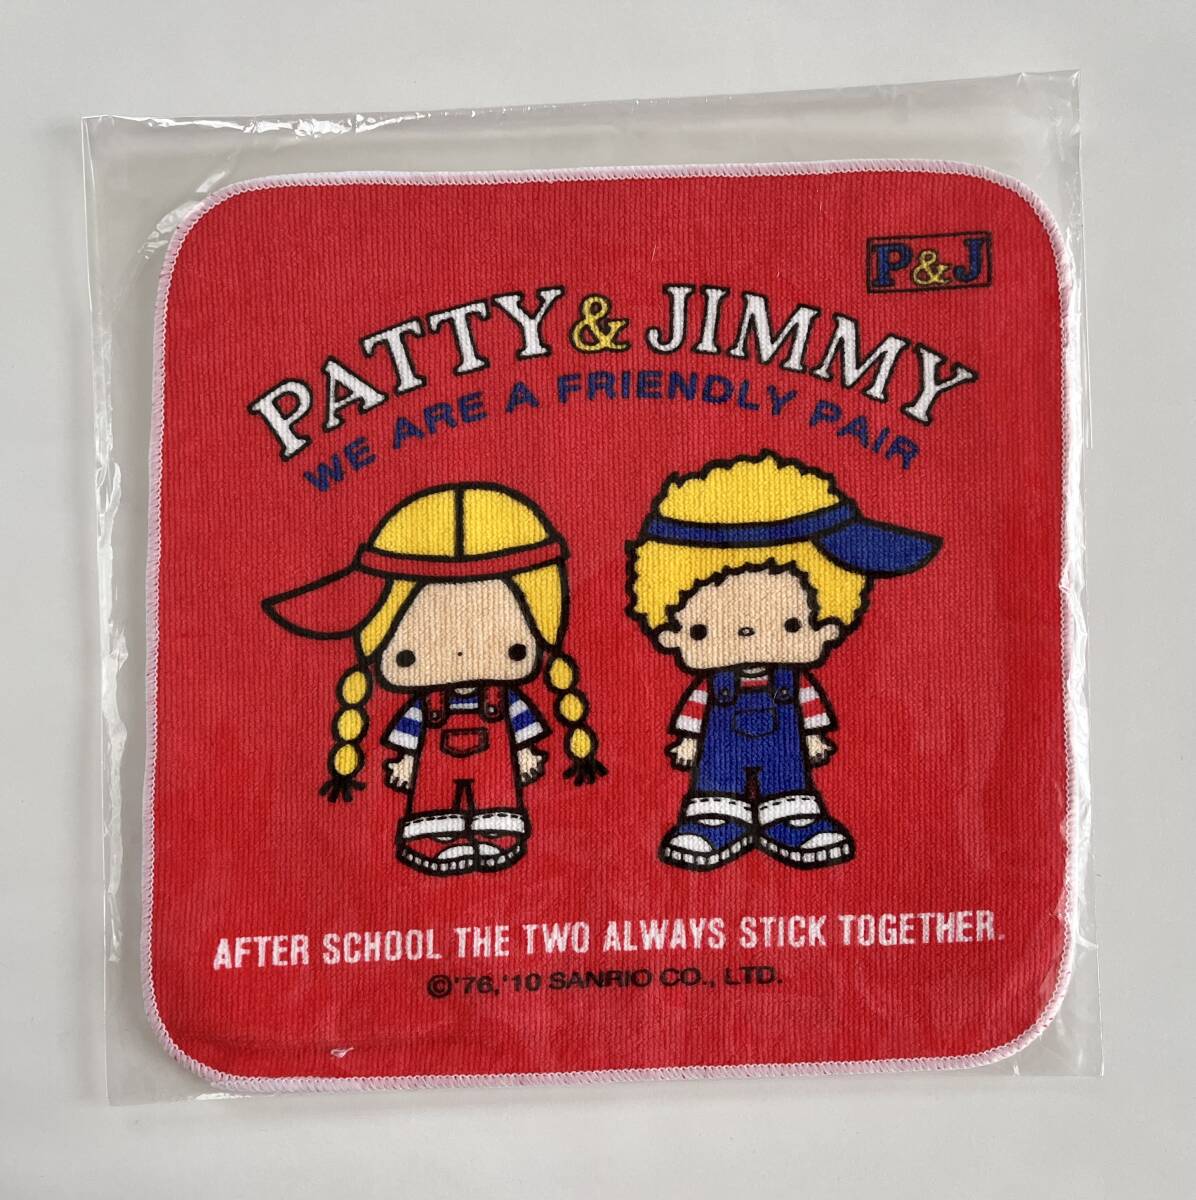 P&J
PATTY & JIMMY
WE ARE A FRIENDLY PAIR
AFTER SCHOOL THE TWO ALWAYS STICK TOGETHER.
©'76,'10 SANRIO CO., LTD.